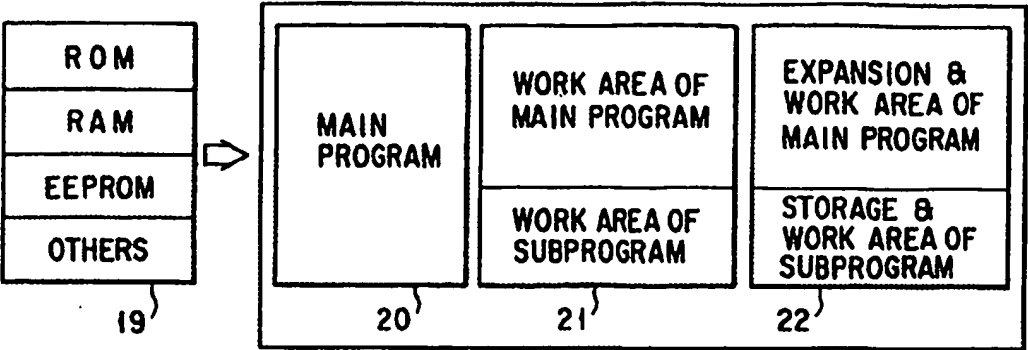 ROM
RAM
EEPROM
OTHERS
19
MAIN
PROGRAM
20
WORK AREA OF
MAIN PROGRAM
WORK AREA OF
SUBPROGRAM
21
EXPANSION &
WORK AREA OF
MAIN PROGRAM
STORAGE &
WORK AREA OF
SUBPROGRAM
22